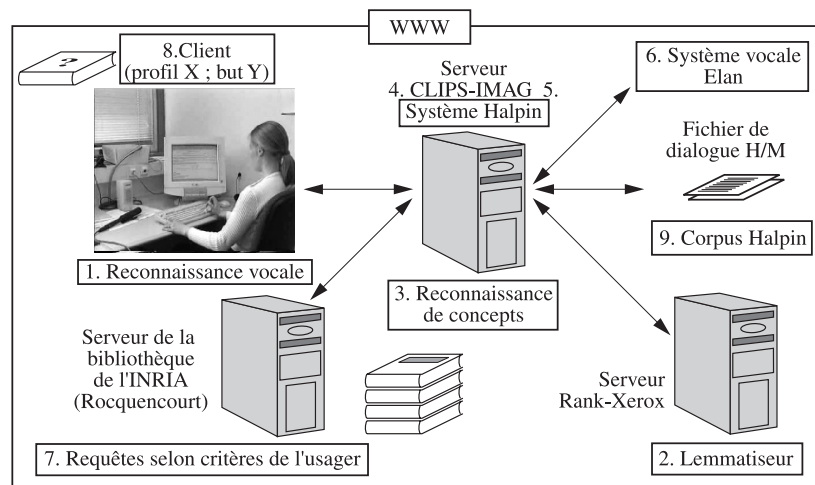 WWW
?
8.Client
(profil X ; but Y)
Serveur
4. CLIPS-IMAG 5.
Système Halpin
6. Système vocale
Elan
Fichier de
dialogue H/M
9. Corpus Halpin
1. Reconnaissance vocale
3. Reconnaissance
de concepts
Serveur de la
bibliothèque
de l'INRIA
(Rocquencourt)
Serveur
Rank-Xerox
7. Requêtes selon critères de l'usager
2. Lemmatiseur